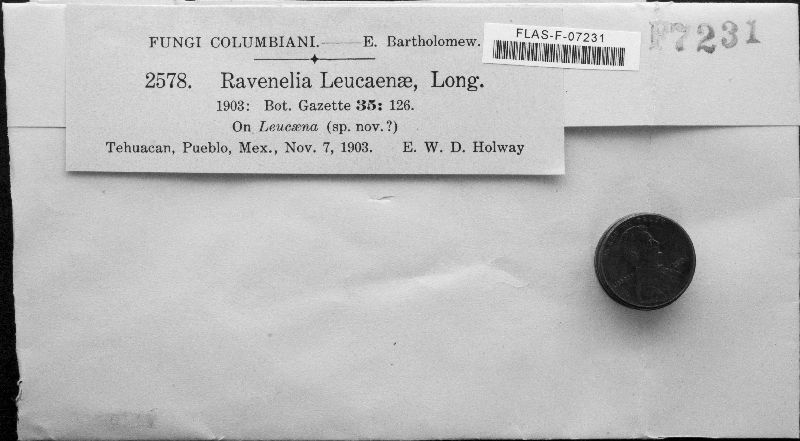 FUNGI COLUMBIANI.—E. Bartholomew.
FLAS-F-07231
F7231
2578. Ravenelia Leucaenæ, Long.
1903: Bot. Gazette 35: 126.
On Leucæna (sp. nov.?)
Tehuacan, Pueblo, Mex., Nov. 7, 1903. E. W. D. Holway